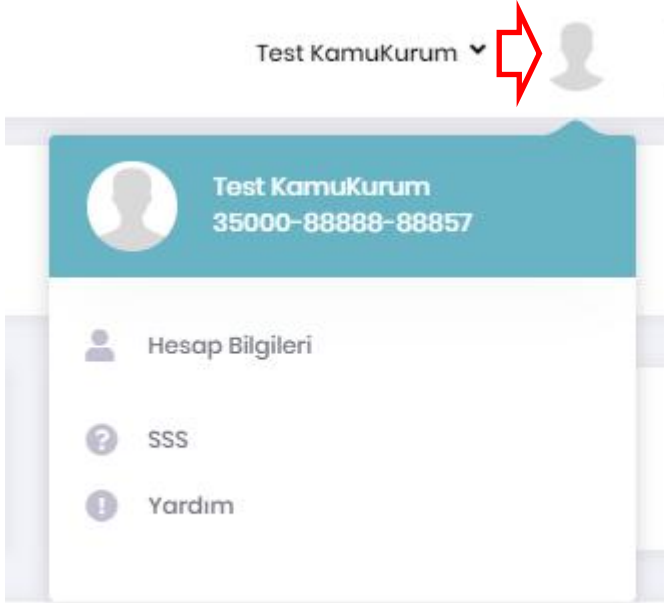 Test KamuKurum
Test KamuKurum
35000-88888-88857
Hesap Bilgileri
SSS
Yardım